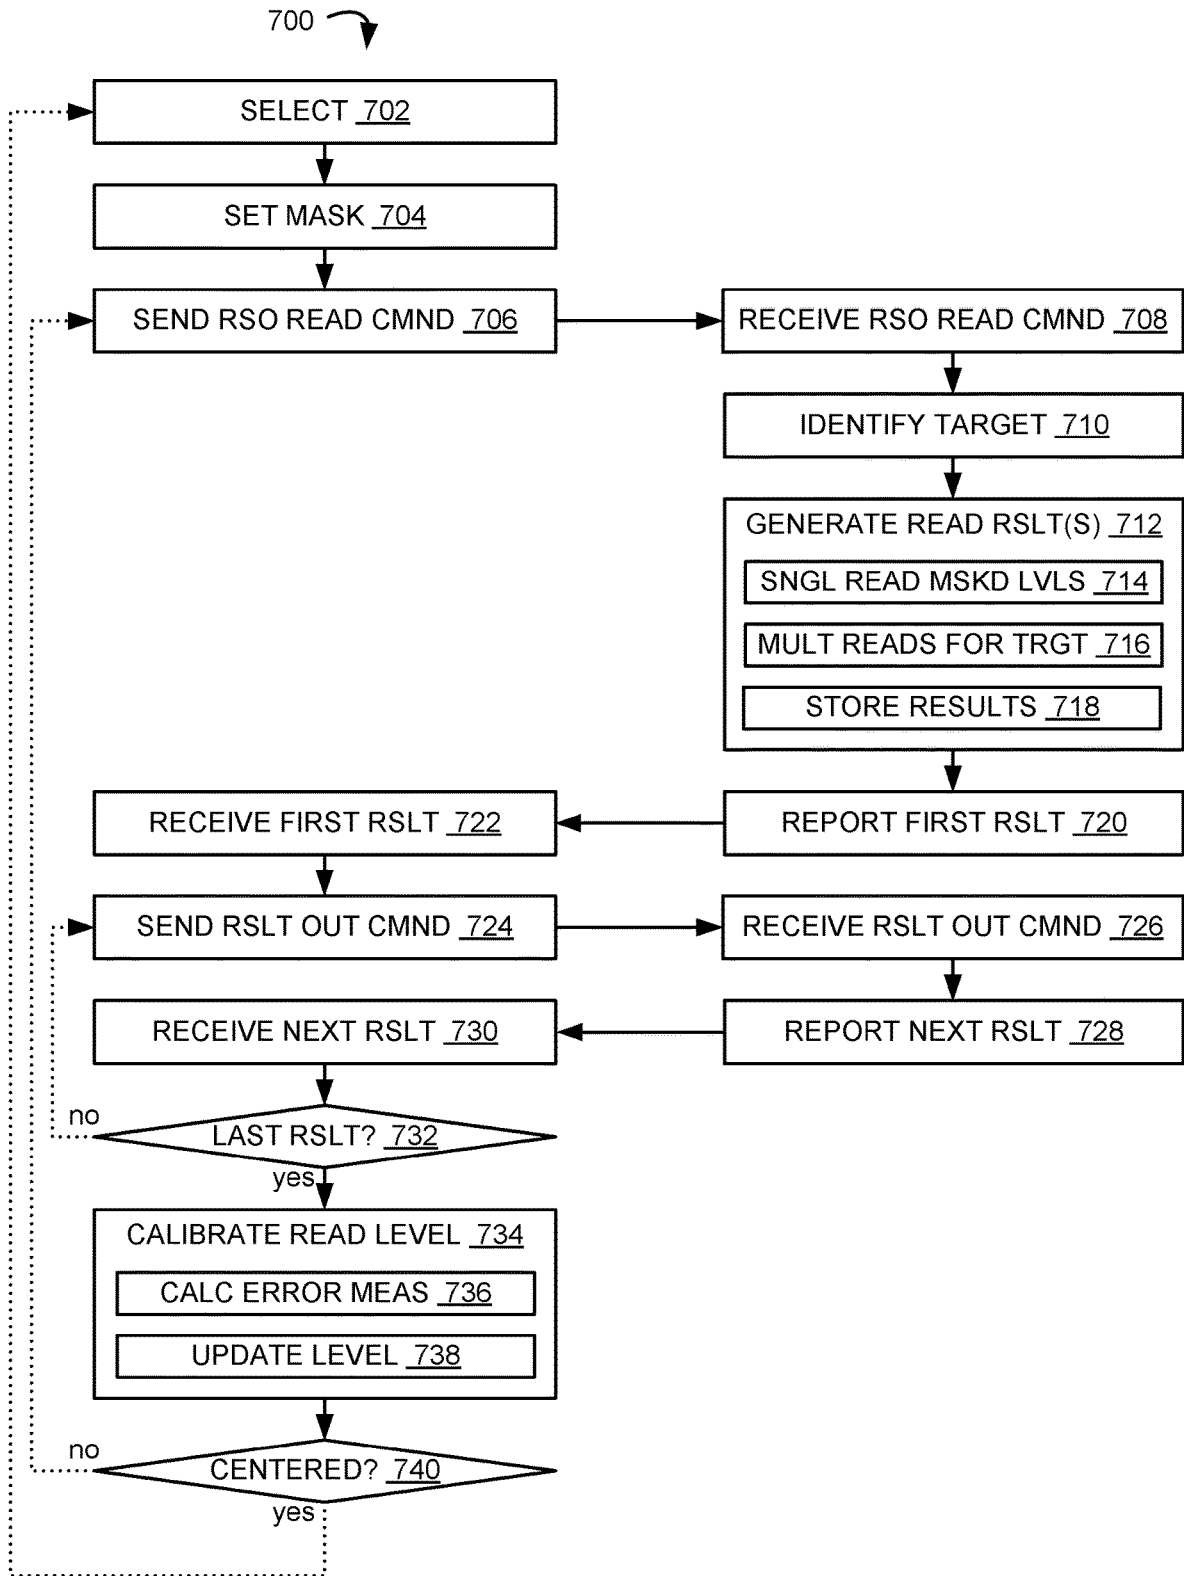 700
SELECT 702
SET MASK 704
SEND RSO READ CMND 706
RECEIVE RSO READ CMND 708
IDENTIFY TARGET 710
GENERATE READ RSLT(S) 712
SNGL READ MSKD LVLS 714
MULT READS FOR TRGT 716
STORE RESULTS 718
REPORT FIRST RSLT 720
RECEIVE FIRST RSLT 722
SEND RSLT OUT CMND 724
RECEIVE RSLT OUT CMND 726
REPORT NEXT RSLT 728
RECEIVE NEXT RSLT 730
no
LAST RSLT? 732
yes
CALIBRATE READ LEVEL 734
CALC ERROR MEAS 736
UPDATE LEVEL 738
no
CENTERED? 740
yes